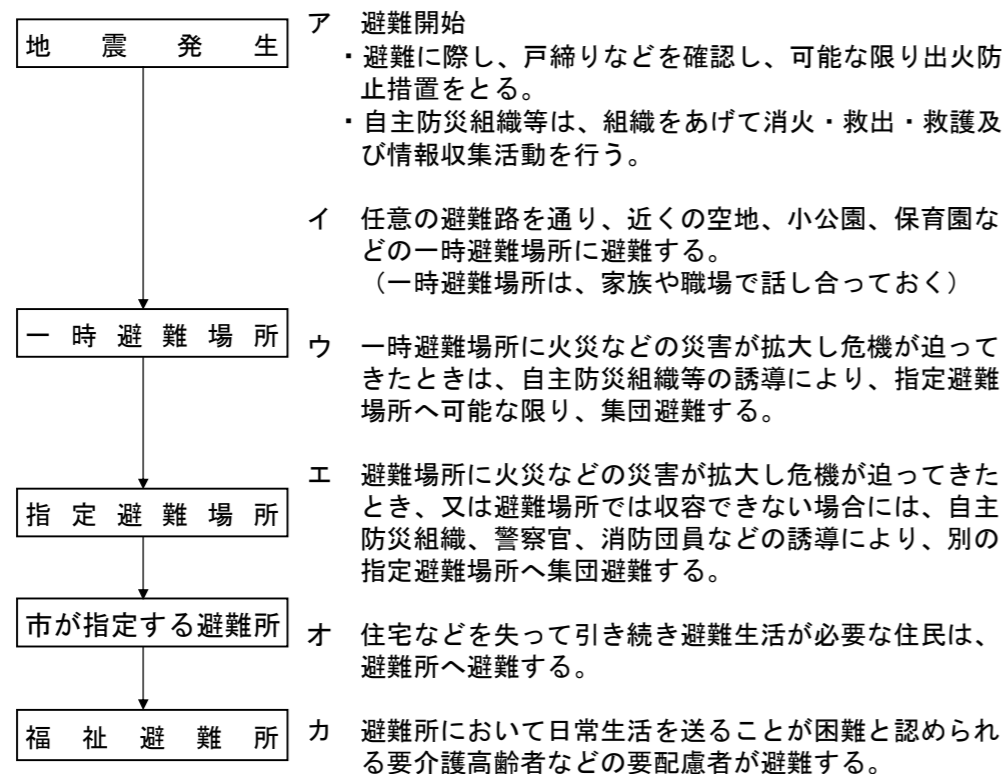 地震発生
ア 避難開始
・避難に際し、戸締りなどを確認し、可能な限り出火防
止措置をとる。
・自主防災組織等は、組織をあげて消火・救出・救護及
び情報収集活動を行う。
イ 任意の避難路を通り、近くの空地、小公園、保育園な
どの一時避難場所に避難する。
（一時避難場所は、家族や職場で話し合っておく）
一時避難場所
ウ 一時避難場所に火災などの災害が拡大し危機が迫って
きたときは、自主防災組織等の誘導により、指定避難
場所へ可能な限り、集団避難する。
指定避難場所
エ 避難場所に火災などの災害が拡大し危機が迫ってきた
とき、又は避難場所では収容できない場合には、自主
防災組織、警察官、消防団員などの誘導により、別の
指定避難場所へ集団避難する。
市が指定する避難所
オ 住宅などを失って引き続き避難生活が必要な住民は、
避難所へ避難する。
福祉避難所
カ 避難所において日常生活を送ることが困難と認められ
る要介護高齢者などの要配慮者が避難する。